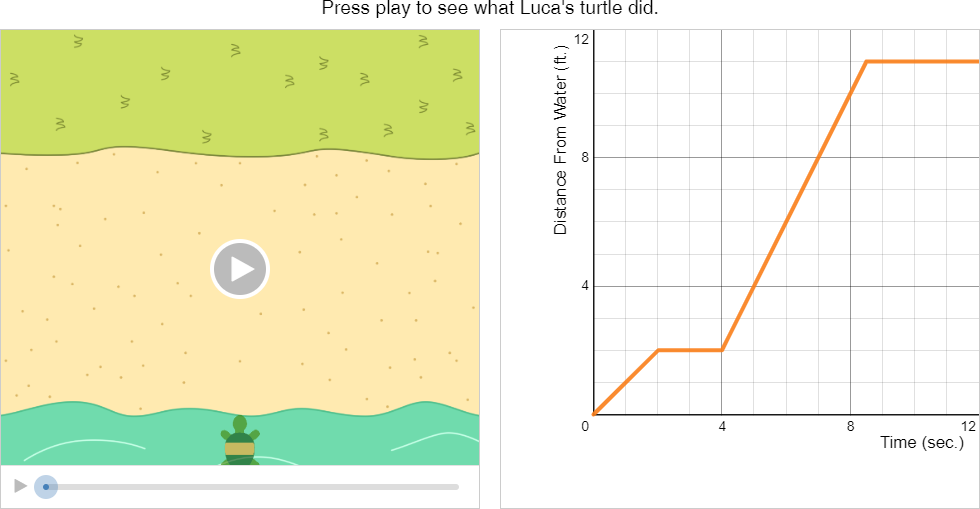 Press play to see what Luca's turtle did.
12
8
4
0
Distance From Water (ft.)
4
8
12
Time (sec.)